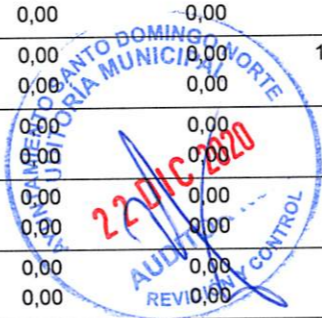 0,00 0,00
0,00 0,00 1
0,00 0,00
0,00 0,00
0,00 0,00
0,00 0,00
0,00 0,00
0,00 0,00
0,00 0,00
AYUNTAMIENTO SANTO DOMINGO NORTE
AUDITORÍA MUNICIPAL
22 DIC 2020
REVISIÓN Y CONTROL